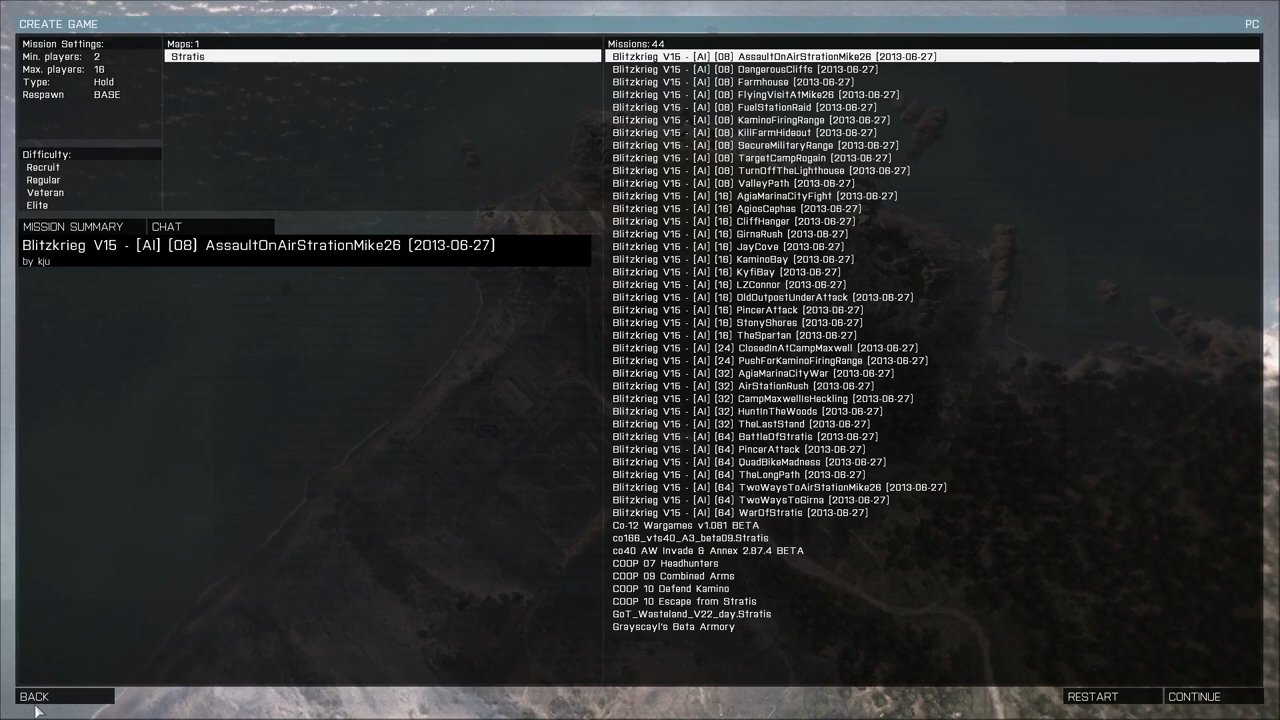 CREATE GAME
PC
Mission Settings:
Min. players: 2
Max. players: 16
Type: Hold
Respawn BASE
Difficulty:
Recruit
Regular
Veteran
Elite
Maps: 1
Stratis
MISSION SUMMARY
CHAT
Blitzkrieg V15 - [AI] [08] AssaultOnAirStrationMike26 [2013-06-27]
by kju
Missions: 44
Blitzkrieg V15 - [AI] [08] AssaultOnAirStrationMike26 [2013-06-27]
Blitzkrieg V15 - [AI] [08] DangerousCliffs [2013-06-27]
Blitzkrieg V15 - [AI] [08] Farmhouse [2013-06-27]
Blitzkrieg V15 - [AI] [08] FlyingVisitAtMike26 [2013-06-27]
Blitzkrieg V15 - [AI] [08] FuelStationRaid [2013-06-27]
Blitzkrieg V15 - [AI] [08] KaminoFiringRange [2013-06-27]
Blitzkrieg V15 - [AI] [08] KillFarmHideout [2013-06-27]
Blitzkrieg V15 - [AI] [08] SecureMilitaryRange [2013-06-27]
Blitzkrieg V15 - [AI] [08] TargetCampRogain [2013-06-27]
Blitzkrieg V15 - [AI] [08] TurnOffTheLighthouse [2013-06-27]
Blitzkrieg V15 - [AI] [08] ValleyPath [2013-06-27]
Blitzkrieg V15 - [AI] [16] AgiaMarinaCityFight [2013-06-27]
Blitzkrieg V15 - [AI] [16] AgiosCephas [2013-06-27]
Blitzkrieg V15 - [AI] [16] CliffHanger [2013-06-27]
Blitzkrieg V15 - [AI] [16] GirnaRush [2013-06-27]
Blitzkrieg V15 - [AI] [16] JayCove [2013-06-27]
Blitzkrieg V15 - [AI] [16] KaminoBay [2013-06-27]
Blitzkrieg V15 - [AI] [16] KyfiBay [2013-06-27]
Blitzkrieg V15 - [AI] [16] LZConnor [2013-06-27]
Blitzkrieg V15 - [AI] [16] OldOutpostUnderAttack [2013-06-27]
Blitzkrieg V15 - [AI] [16] PincerAttack [2013-06-27]
Blitzkrieg V15 - [AI] [16] StonyShores [2013-06-27]
Blitzkrieg V15 - [AI] [16] TheSpartan [2013-06-27]
Blitzkrieg V15 - [AI] [24] ClosedInAtCampMaxwell [2013-06-27]
Blitzkrieg V15 - [AI] [24] PushForKaminoFiringRange [2013-06-27]
Blitzkrieg V15 - [AI] [32] AgiaMarinaCityWar [2013-06-27]
Blitzkrieg V15 - [AI] [32] AirStationRush [2013-06-27]
Blitzkrieg V15 - [AI] [32] CampMaxwellIsHeckling [2013-06-27]
Blitzkrieg V15 - [AI] [32] HuntInTheWoods [2013-06-27]
Blitzkrieg V15 - [AI] [32] TheLastStand [2013-06-27]
Blitzkrieg V15 - [AI] [64] BattleOfStratis [2013-06-27]
Blitzkrieg V15 - [AI] [64] PincerAttack [2013-06-27]
Blitzkrieg V15 - [AI] [64] QuadBikeMadness [2013-06-27]
Blitzkrieg V15 - [AI] [64] TheLongPath [2013-06-27]
Blitzkrieg V15 - [AI] [64] TwoWaysToAirStationMike26 [2013-06-27]
Blitzkrieg V15 - [AI] [64] TwoWaysToGirna [2013-06-27]
Blitzkrieg V15 - [AI] [64] WarOfStratis [2013-06-27]
Co-12 Wargames v1.081 BETA
co166_vts40_A3_beta09.Stratis
co40 AW Invade & Annex 2.87.4 BETA
COOP 07 Headhunters
COOP 09 Combined Arms
COOP 10 Defend Kamino
COOP 10 Escape from Stratis
GoT_Wasteland_V22_day.Stratis
Grayscayl's Beta Armory
BACK
RESTART
CONTINUE